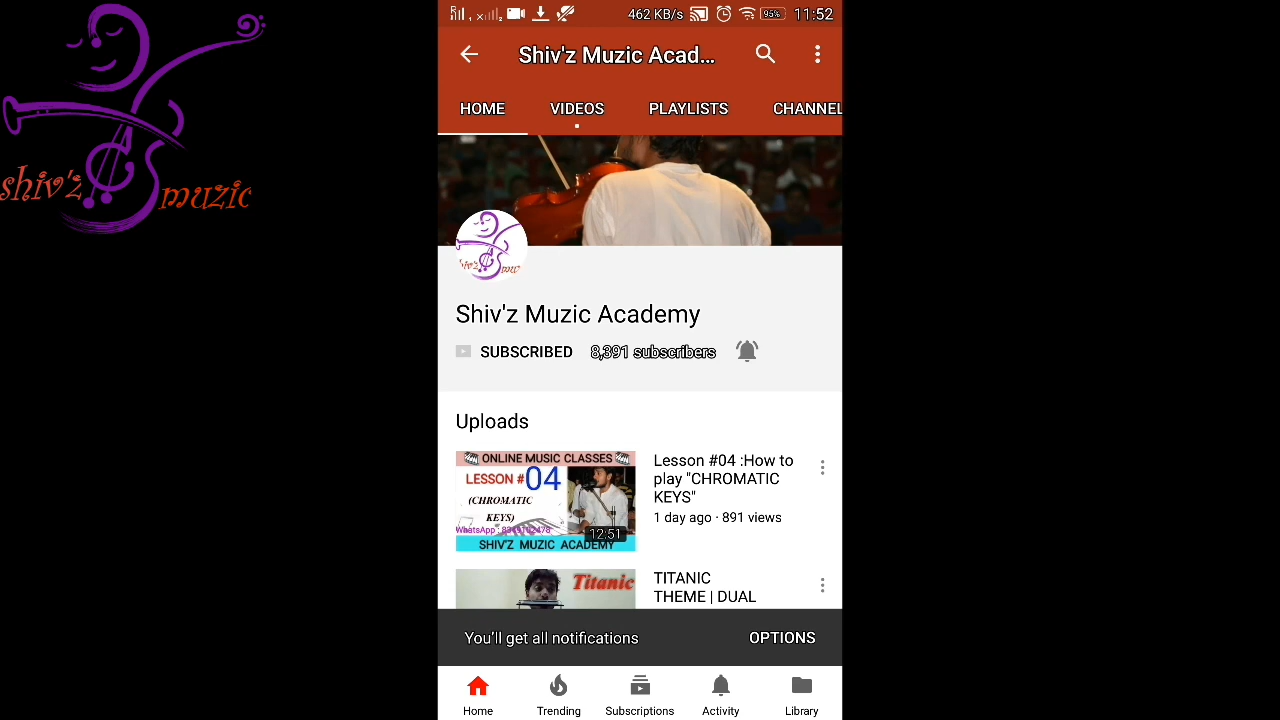 shiv'z muzic
462 KB/s 95% 11:52
Shiv'z Muzic Acad...
HOME VIDEOS PLAYLISTS CHANNEL
Shiv'z Muzic Academy
SUBSCRIBED 8,391 subscribers
Uploads
ONLINE MUSIC CLASSES
LESSON #04
(CHROMATIC
KEYS)
WhatsApp :
12:51
SHIV'Z MUZIC ACADEMY
Lesson #04 :How to
play "CHROMATIC
KEYS"
1 day ago · 891 views
Titanic
TITANIC
THEME | DUAL
You'll get all notifications OPTIONS
Home Trending Subscriptions Activity Library